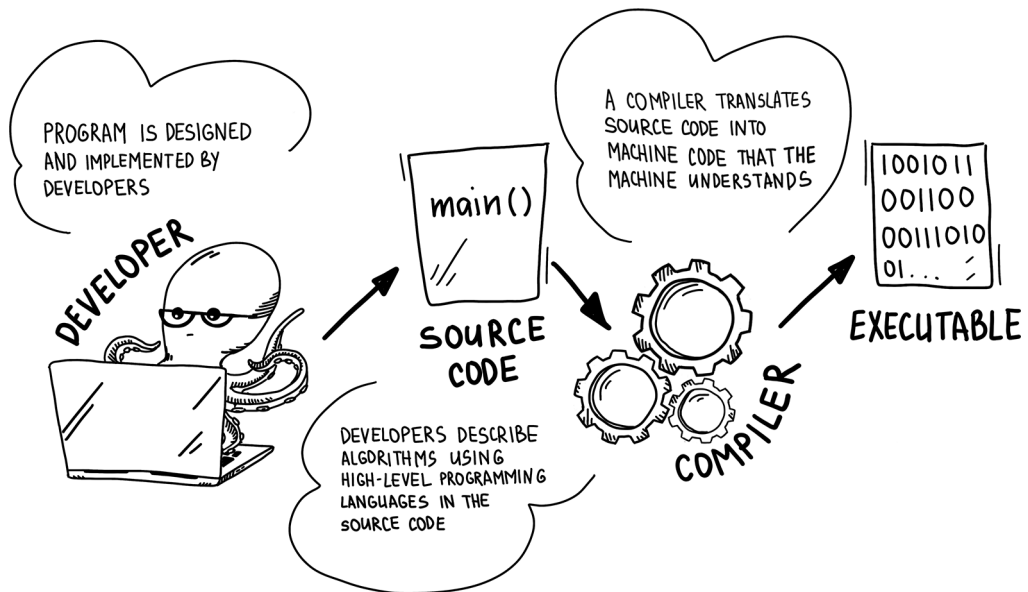 PROGRAM IS DESIGNED
AND IMPLEMENTED BY
DEVELOPERS
DEVELOPER
main()
SOURCE
CODE
DEVELOPERS DESCRIBE
ALGORITHMS USING
HIGH-LEVEL PROGRAMMING
LANGUAGES IN THE
SOURCE CODE
A COMPILER TRANSLATES
SOURCE CODE INTO
MACHINE CODE THAT THE
MACHINE UNDERSTANDS
COMPILER
1001011
001100
00111010
01...
EXECUTABLE